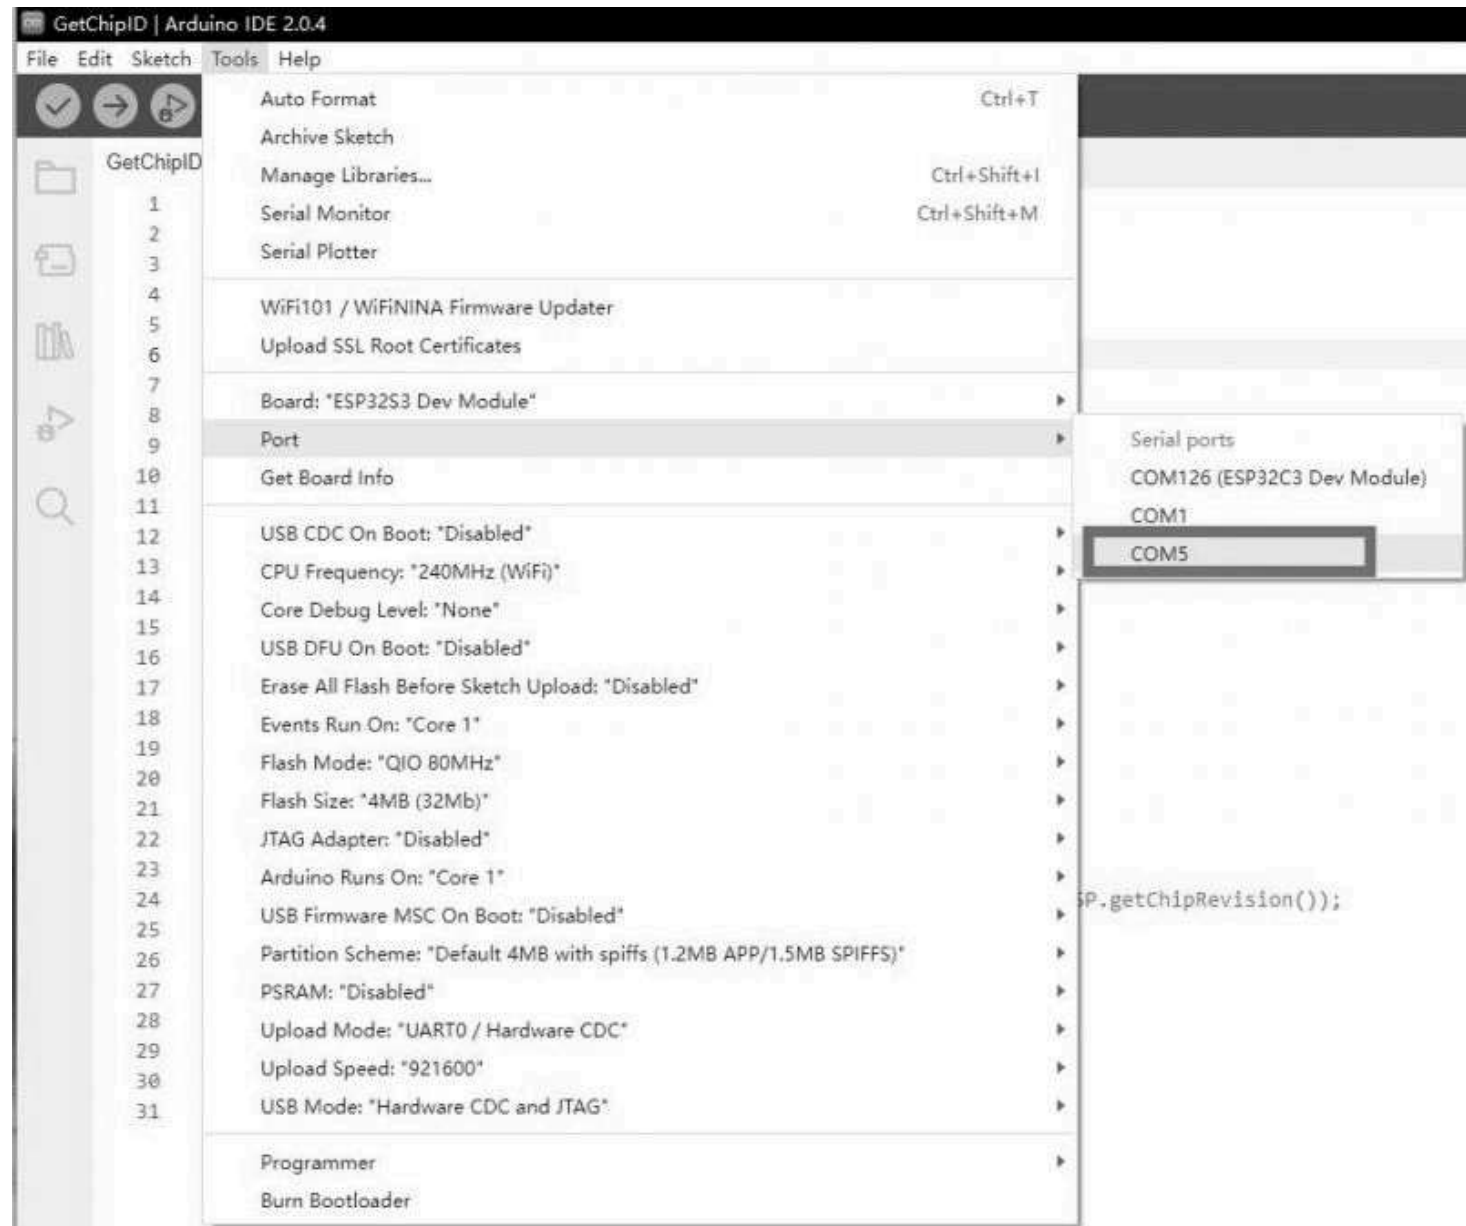 GetChipID | Arduino IDE 2.0.4
File Edit Sketch Tools Help
Auto Format Ctrl+T
Archive Sketch
GetChipID
Manage Libraries... Ctrl+Shift+I
1
Serial Monitor Ctrl+Shift+M
2
Serial Plotter
3
4
WiFi101 / WiFiNINA Firmware Updater
5
Upload SSL Root Certificates
6
7
Board: "ESP32S3 Dev Module"
8
Port
Serial ports
9
Get Board Info
COM126 (ESP32C3 Dev Module)
10
11
COM1
12
USB CDC On Boot: "Disabled"
COM5
13
CPU Frequency: "240MHz (WiFi)"
14
Core Debug Level: "None"
15
USB DFU On Boot: "Disabled"
16
Erase All Flash Before Sketch Upload: "Disabled"
17
Events Run On: "Core 1"
18
19
Flash Mode: "QIO 80MHz"
20
Flash Size: "4MB (32Mb)"
21
JTAG Adapter: "Disabled"
22
23
Arduino Runs On: "Core 1"
24
SP.getChipRevision());
USB Firmware MSC On Boot: "Disabled"
25
Partition Scheme: "Default 4MB with spiffs (1.2MB APP/1.5MB SPIFFS)"
26
27
PSRAM: "Disabled"
28
Upload Mode: "UART0 / Hardware CDC"
29
Upload Speed: "921600"
30
USB Mode: "Hardware CDC and JTAG"
31
Programmer
Burn Bootloader